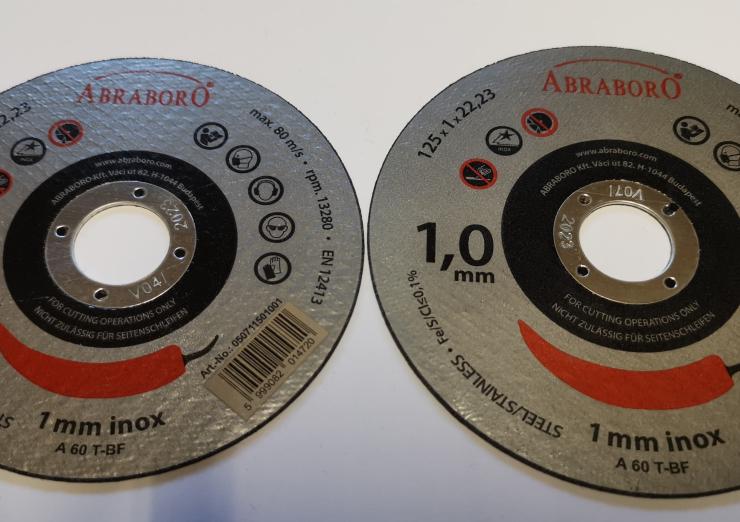 ABRABORO®
2,23
max. 80 m/s • rpm. 13280 • EN 12413
INOX
www.abraboro.com
ABRABORO Kft. Váci út 82. H-1044 Budapest
2023
V04/
FOR CUTTING OPERATIONS ONLY
NICHT ZULÄSSIG FÜR SEITENSCHLEIFEN
Art.-No.: 050711501001
5 999082 014720
1 mm inox
A 60 T-BF
ABRABORO®
125 x 1 x 22,23
max.
INOX
www.abraboro.com
ABRABORO Kft. Váci út 82. H-1044 Budapest
V071
2023
1,0
mm
FOR CUTTING OPERATIONS ONLY
NICHT ZULÄSSIG FÜR SEITENSCHLEIFEN
STEEL/STAINLESS • Fe/S/Cl≤0,1%
1 mm inox
A 60 T-BF